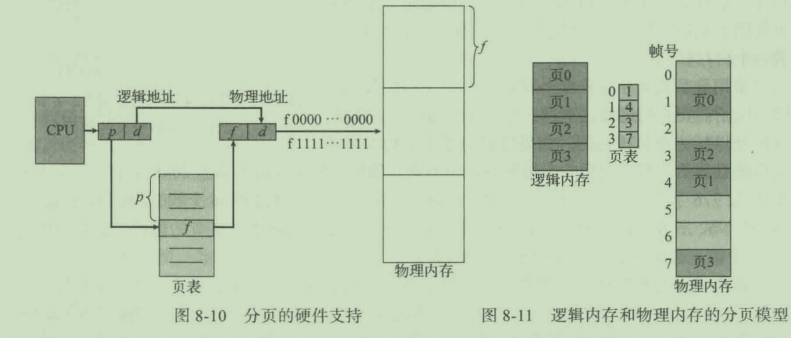 CPU
逻辑地址
p d
物理地址
f d
f 0000 … 0000
f 1111…1111
f
p
f
页表
物理内存
图 8-10 分页的硬件支持
页0
页1
页2
页3
逻辑内存
0 1
1 4
2 3
3 7
页表
帧号
0
1 页0
2
3 页2
4 页1
5
6
7 页3
物理内存
图 8-11 逻辑内存和物理内存的分页模型